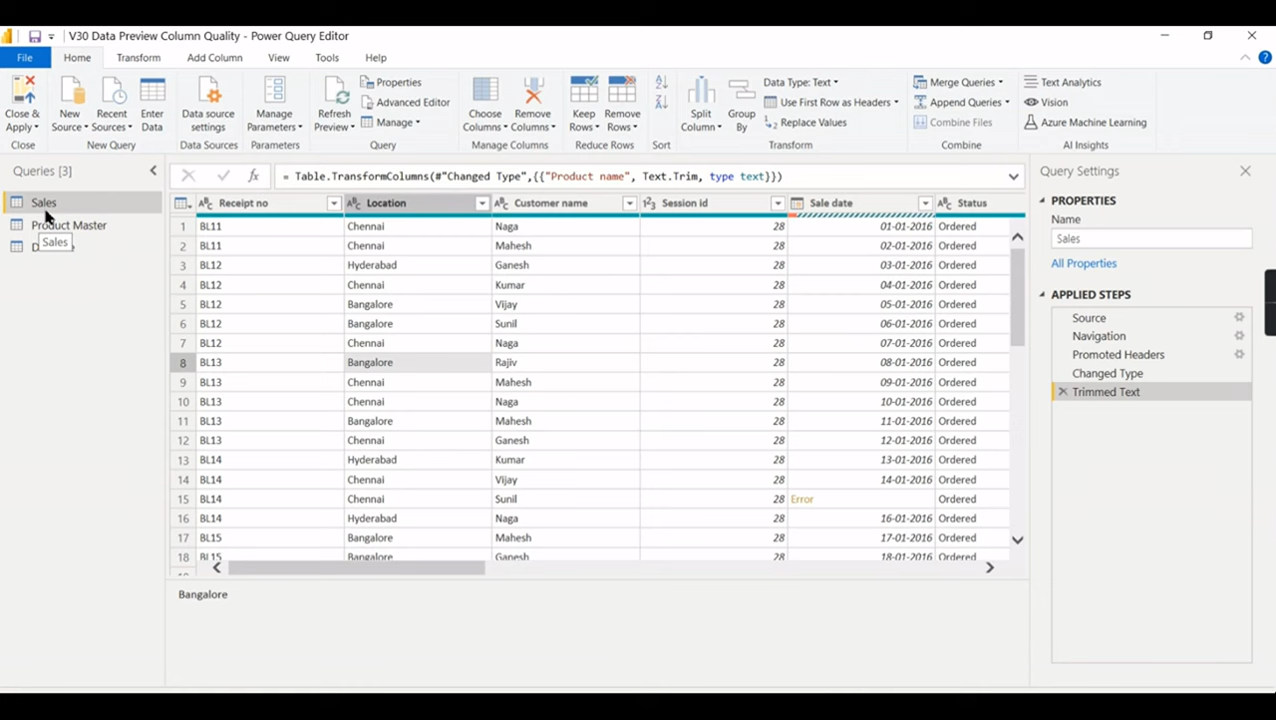 V30 Data Preview Column Quality - Power Query Editor
File Home Transform Add Column View Tools Help
Close & Apply
New Source
Recent Sources
Enter Data
Data source settings
Manage Parameters
Refresh Preview
Properties
Advanced Editor
Manage
Choose Columns
Remove Columns
Keep Rows
Remove Rows
Split Column
Group By
Data Type: Text
Use First Row as Headers
Replace Values
Merge Queries
Append Queries
Combine Files
Text Analytics
Vision
Azure Machine Learning
Close New Query Data Sources Parameters Query Manage Columns Reduce Rows Sort Transform Combine AI Insights
Queries [3]
Sales
Product Master
D
Sales
= Table.TransformColumns(#"Changed Type",{{"Product name", Text.Trim, type text}})
Receipt no Location Customer name Session id Sale date Status
1 BL11 Chennai Naga 28 01-01-2016 Ordered
2 BL11 Chennai Mahesh 28 02-01-2016 Ordered
3 BL12 Hyderabad Ganesh 28 03-01-2016 Ordered
4 BL12 Chennai Kumar 28 04-01-2016 Ordered
5 BL12 Bangalore Vijay 28 05-01-2016 Ordered
6 BL12 Bangalore Sunil 28 06-01-2016 Ordered
7 BL12 Chennai Naga 28 07-01-2016 Ordered
8 BL13 Bangalore Rajiv 28 08-01-2016 Ordered
9 BL13 Chennai Mahesh 28 09-01-2016 Ordered
10 BL13 Chennai Naga 28 10-01-2016 Ordered
11 BL13 Bangalore Mahesh 28 11-01-2016 Ordered
12 BL13 Chennai Ganesh 28 12-01-2016 Ordered
13 BL14 Hyderabad Kumar 28 13-01-2016 Ordered
14 BL14 Chennai Vijay 28 14-01-2016 Ordered
15 BL14 Chennai Sunil 28 Error Ordered
16 BL14 Hyderabad Naga 28 16-01-2016 Ordered
17 BL15 Bangalore Mahesh 28 17-01-2016 Ordered
18 BL15 Bangalore Ganesh 28 18-01-2016 Ordered
Bangalore
Query Settings
PROPERTIES
Name
Sales
All Properties
APPLIED STEPS
Source
Navigation
Promoted Headers
Changed Type
Trimmed Text